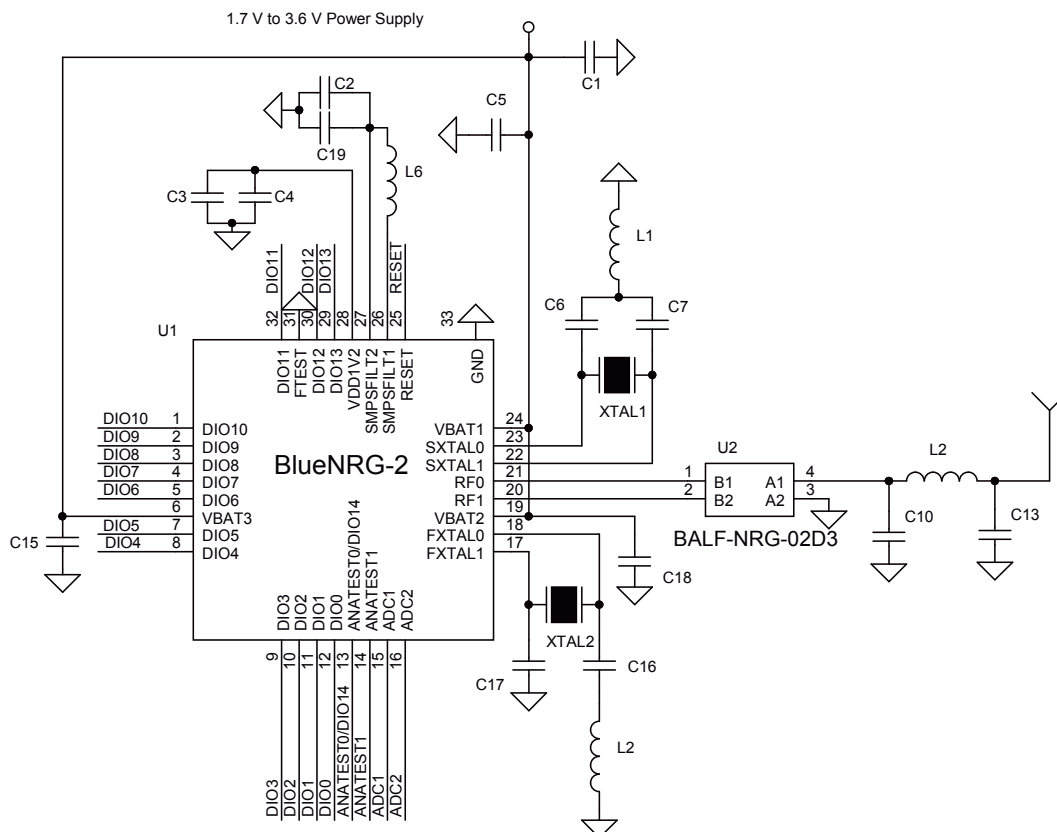 1.7 V to 3.6 V Power Supply
C1
C2
C5
C19
L6
C3
C4
L1
C6
C7
XTAL1
U1
DIO11
DIO12
DIO13
RESET
32
31
30
29
28
27
26
25
33
DIO11
FTEST
DIO12
DIO13
VDD1V2
SMPSFILT2
SMPSFILT1
RESET
GND
BlueNRG-2
DIO10 1 DIO10
DIO9 2 DIO9
DIO8 3 DIO8
DIO7 4 DIO7
DIO6 5 DIO6
6 VBAT3
DIO5 7 DIO5
DIO4 8 DIO4
C15
VBAT1 24
SXTAL0 23
SXTAL1 22
RF0 21
RF1 20
VBAT2 19
FXTAL0 18
FXTAL1 17
U2
1 B1 A1 4
2 B2 A2 3
BALF-NRG-02D3
L2
C10
C13
C18
XTAL2
C17
C16
L2
DIO3
DIO2
DIO1
DIO0
ANATEST0/DIO14
ANATEST1
ADC1
ADC2
9
10
11
12
13
14
15
16
DIO3
DIO2
DIO1
DIO0
ANATEST0/DIO14
ANATEST1
ADC1
ADC2